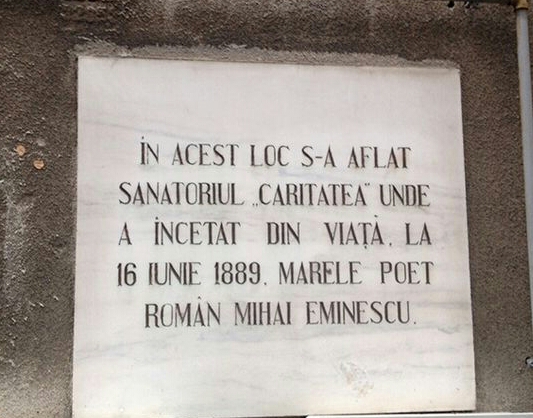 ÎN ACEST LOC S-A AFLAT
SANATORIUL „CARITATEA" UNDE
A ÎNCETAT DIN VIAȚĂ, LA
16 IUNIE 1889, MARELE POET
ROMÂN MIHAI EMINESCU.